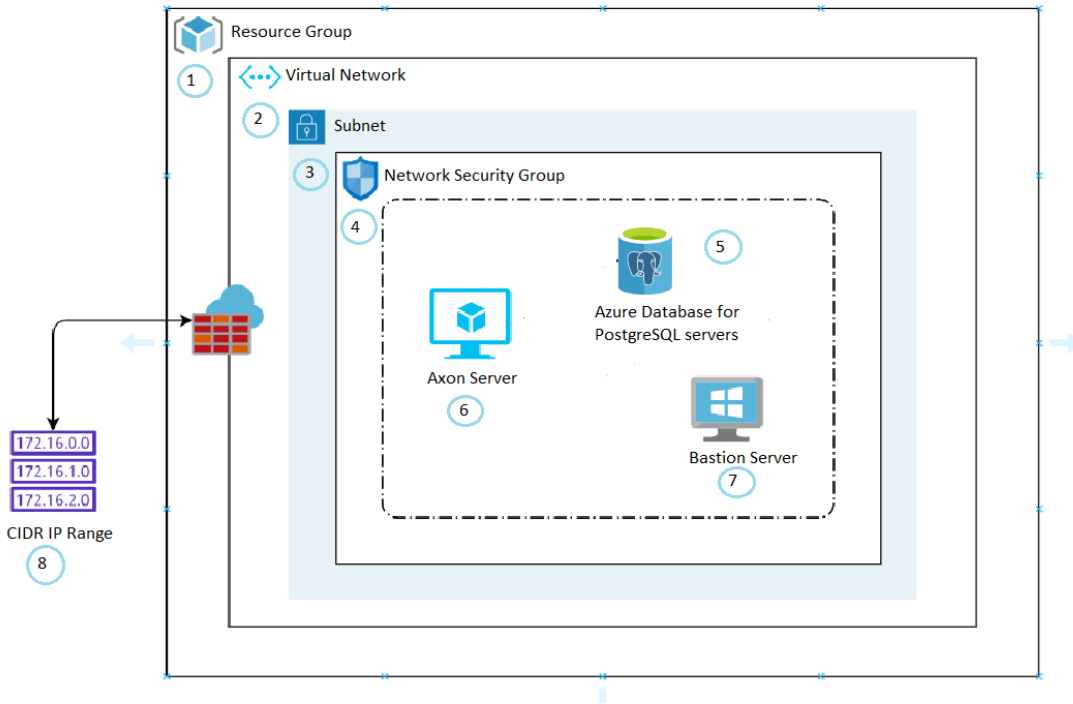 Resource Group
1
Virtual Network
2
Subnet
3
Network Security Group
4
5
Azure Database for
PostgreSQL servers
Axon Server
6
Bastion Server
7
172.16.0.0
172.16.1.0
172.16.2.0
CIDR IP Range
8